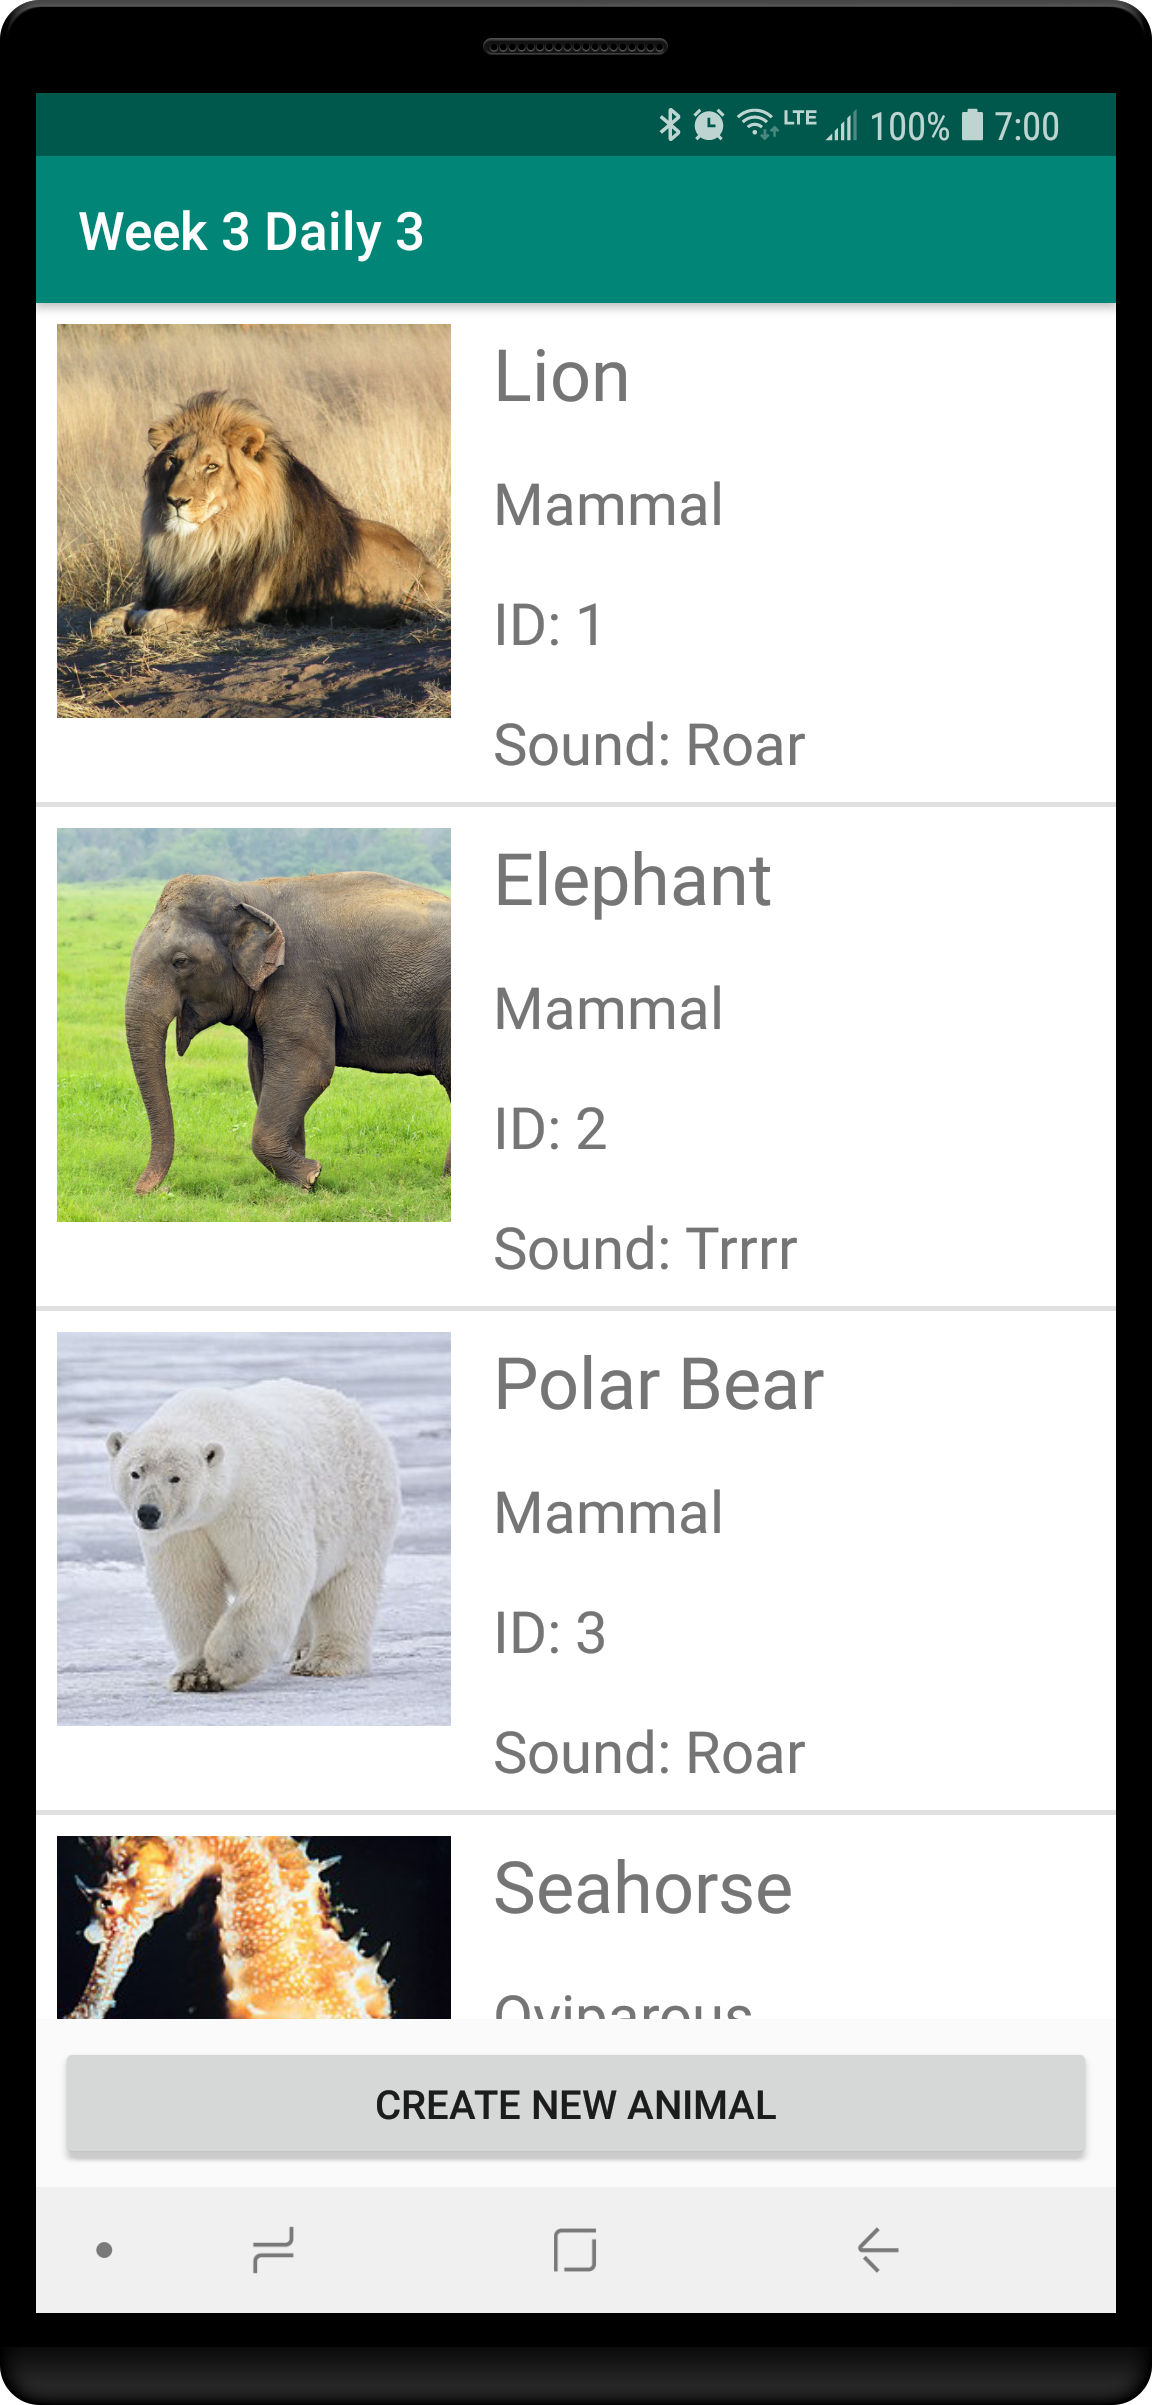 LTE 100% 7:00
Week 3 Daily 3
Lion
Mammal
ID: 1
Sound: Roar
Elephant
Mammal
ID: 2
Sound: Trrrr
Polar Bear
Mammal
ID: 3
Sound: Roar
Seahorse
Oviparous
CREATE NEW ANIMAL